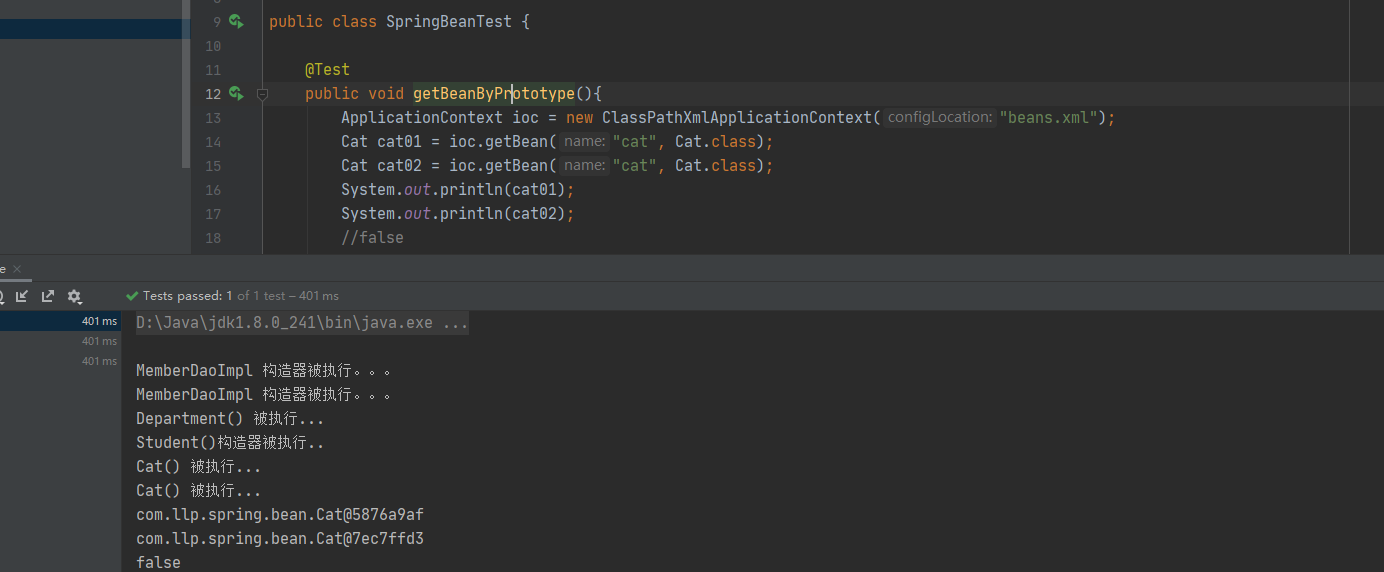 9 public class SpringBeanTest {
10
11 @Test
12 public void getBeanByPrototype(){
13 ApplicationContext ioc = new ClassPathXmlApplicationContext( configLocation: "beans.xml");
14 Cat cat01 = ioc.getBean( name: "cat", Cat.class);
15 Cat cat02 = ioc.getBean( name: "cat", Cat.class);
16 System.out.println(cat01);
17 System.out.println(cat02);
18 //false
e ×
Tests passed: 1 of 1 test – 401 ms
401 ms
401 ms
401 ms
D:\Java\jdk1.8.0_241\bin\java.exe ...
MemberDaoImpl 构造器被执行。。。
MemberDaoImpl 构造器被执行。。。
Department() 被执行...
Student()构造器被执行..
Cat() 被执行...
Cat() 被执行...
com.llp.spring.bean.Cat@5876a9af
com.llp.spring.bean.Cat@7ec7ffd3
false